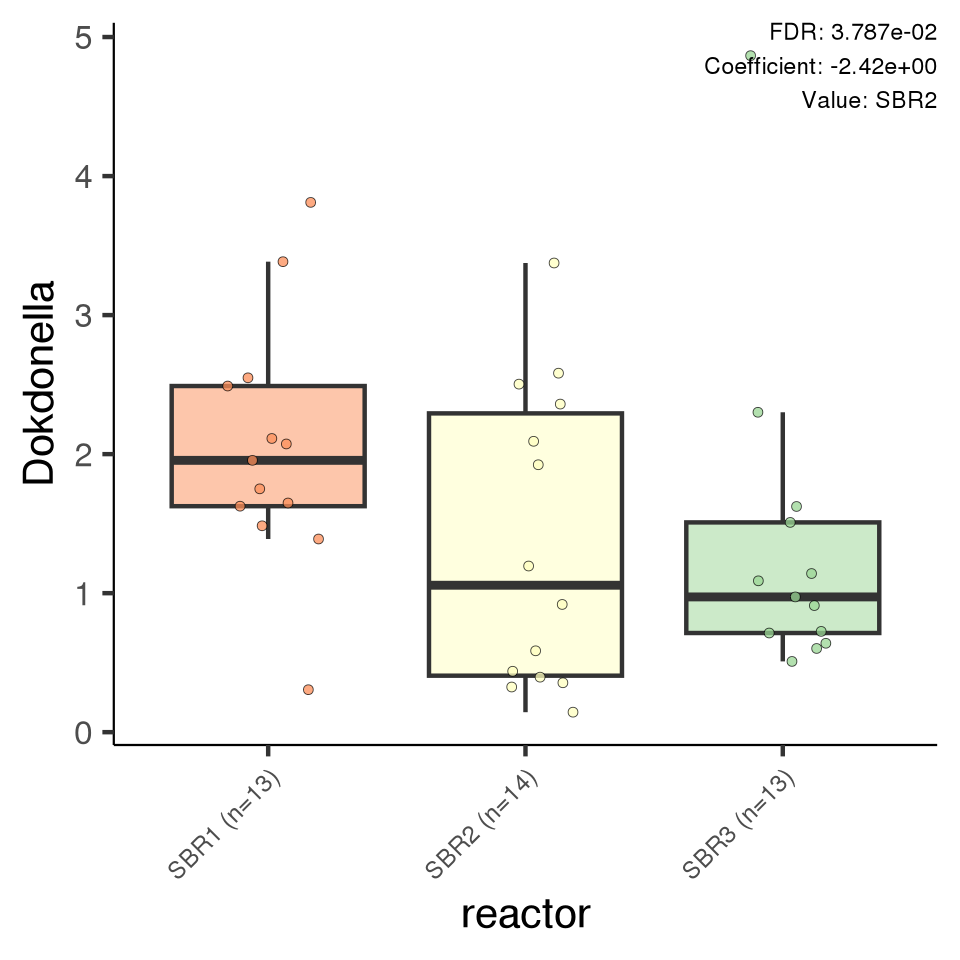 FDR: 3.787e-02
Coefficient: -2.42e+00
Value: SBR2
Dokdonella
5
4
3
2
1
0
SBR1 (n=13)
SBR2 (n=14)
SBR3 (n=13)
reactor